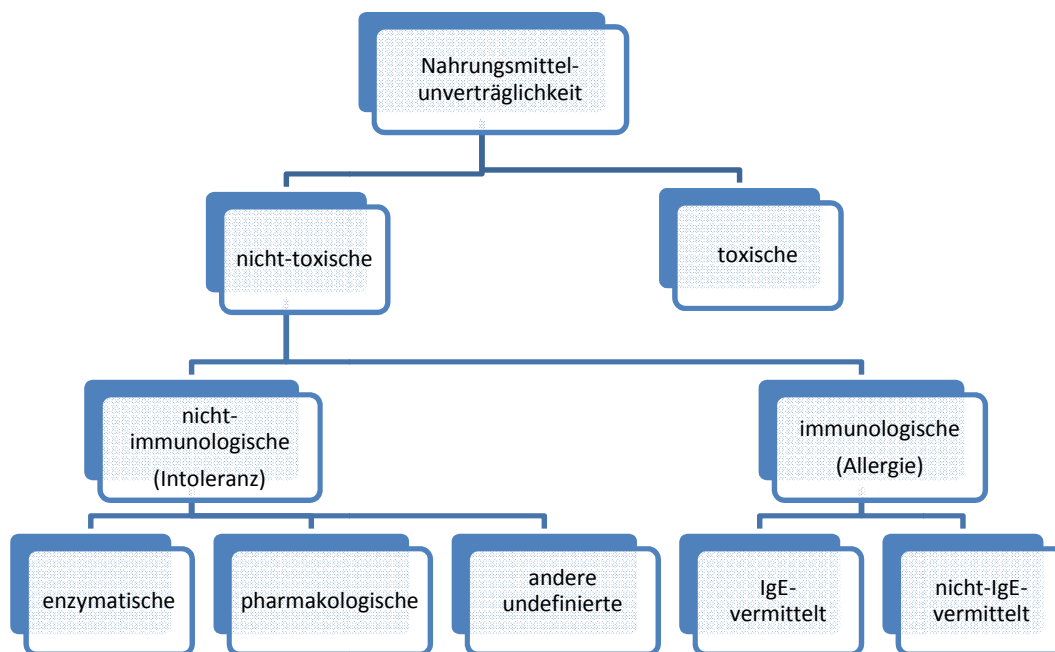 Nahrungsmittel-
unverträglichkeit
nicht-toxische
toxische
nicht-
immunologische
(Intoleranz)
immunologische
(Allergie)
enzymatische
pharmakologische
andere
undefinierte
IgE-
vermittelt
nicht-IgE-
vermittelt